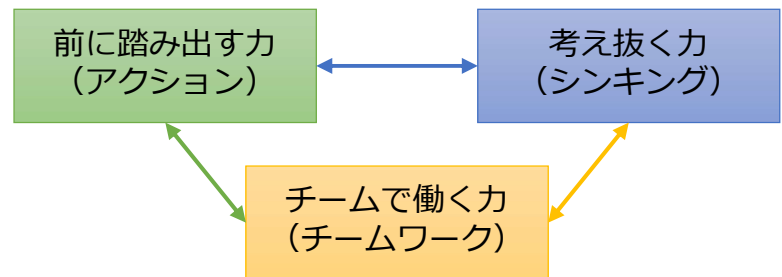 前に踏み出す力
（アクション）
考え抜く力
（シンキング）
チームで働く力
（チームワーク）